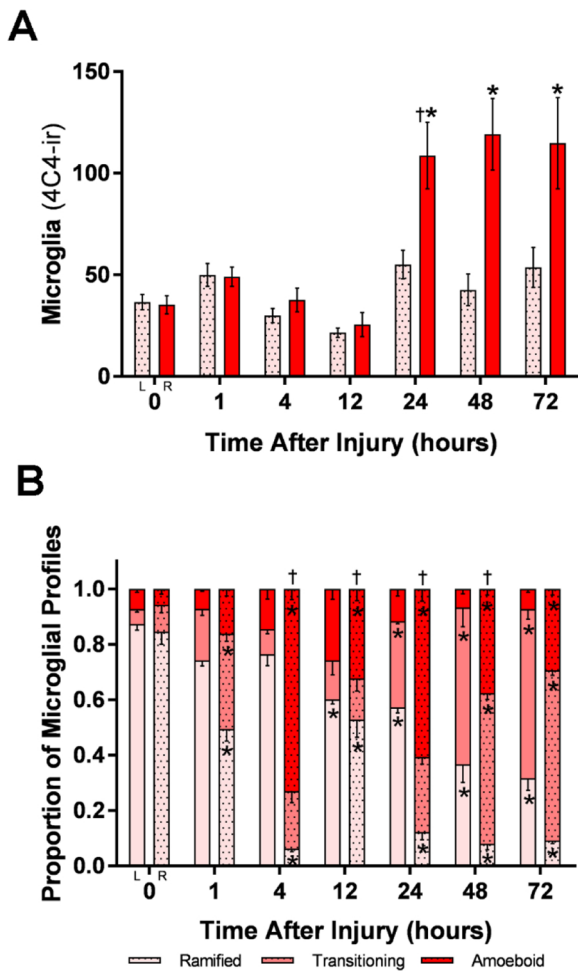 A
150
†*
*
*
100
Microglia (4C4-ir)
50
0
L R
0 1 4 12 24 48 72
Time After Injury (hours)
B
† † † †
1.0
* * * * *
0.8
* * * *
0.6
* * *
* *
0.4
* *
0.2
* *
* * *
0.0
Proportion of Microglial Profiles
L R
0 1 4 12 24 48 72
Time After Injury (hours)
Ramified Transitioning Amoeboid